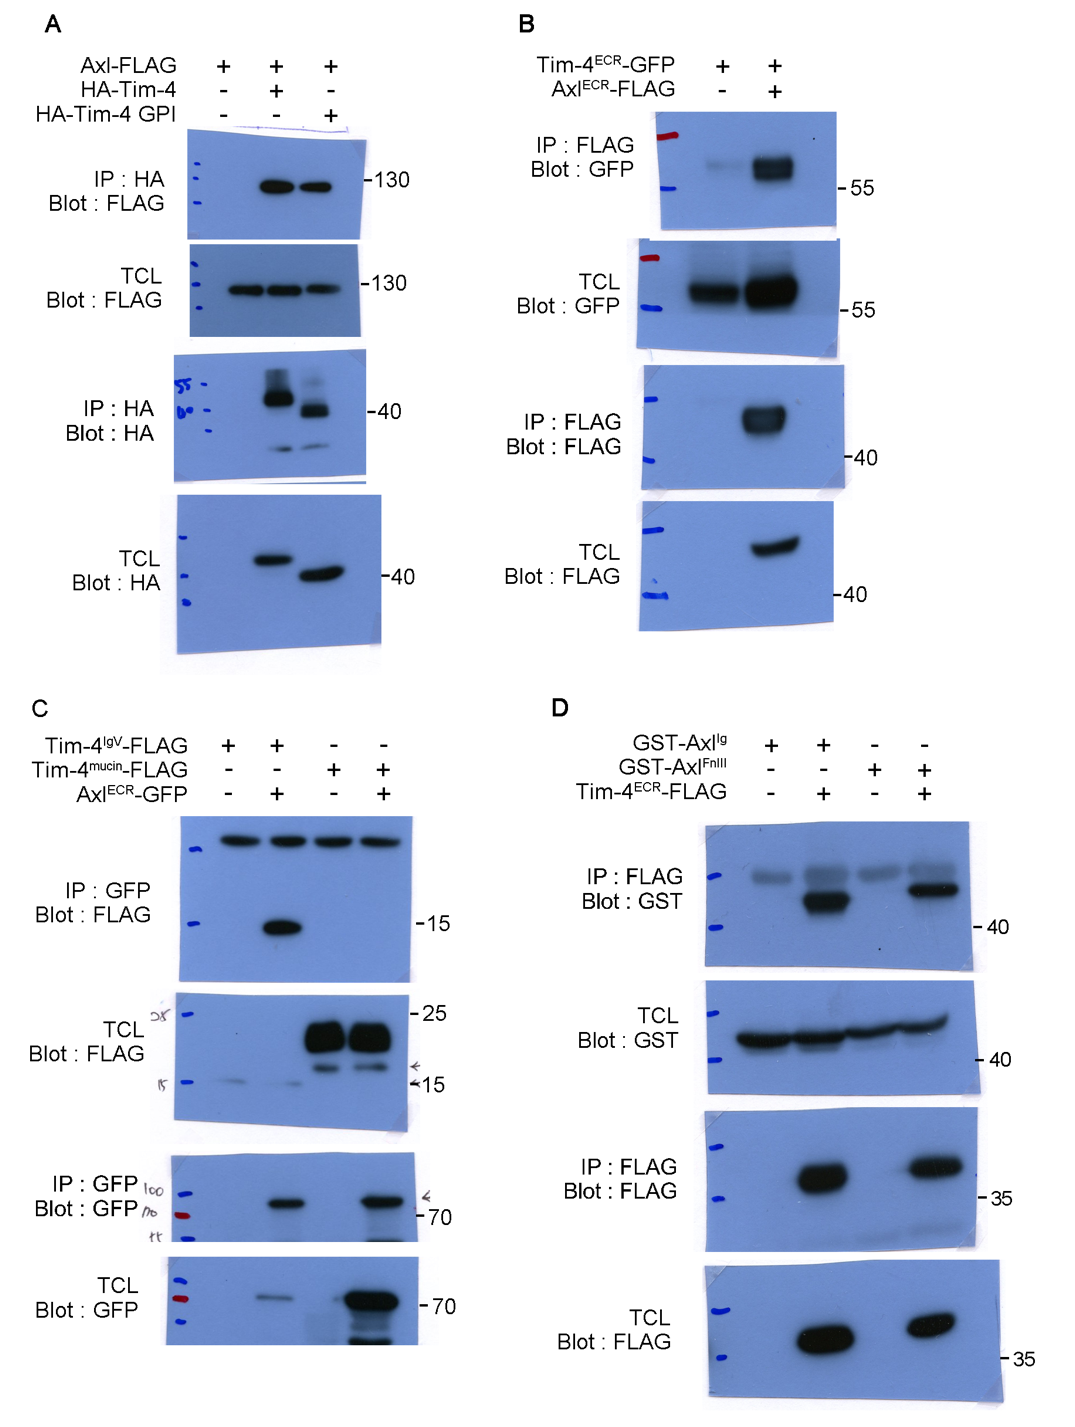 A
Axl-FLAG + + +
HA-Tim-4 - + -
HA-Tim-4 GPI - - +
IP : HA
Blot : FLAG
-130
TCL
Blot : FLAG
-130
55
IP : HA
Blot : HA
-40
TCL
Blot : HA
-40
B
Tim-4ECR-GFP + +
AxlECR-FLAG - +
IP : FLAG
Blot : GFP
-55
TCL
Blot : GFP
-55
IP : FLAG
Blot : FLAG
-40
TCL
Blot : FLAG
-40
C
Tim-4IgV-FLAG + + - -
Tim-4mucin-FLAG - - + +
AxlECR-GFP - + - +
IP : GFP
Blot : FLAG
-15
25
TCL
Blot : FLAG
-25
15
-15
IP : GFP
Blot : GFP
100
-70
TCL
Blot : GFP
-70
D
GST-AxlIg + + - -
GST-AxlFnIII - - + +
Tim-4ECR-FLAG - + - +
IP : FLAG
Blot : GST
- 40
TCL
Blot : GST
- 40
IP : FLAG
Blot : FLAG
- 35
TCL
Blot : FLAG
- 35